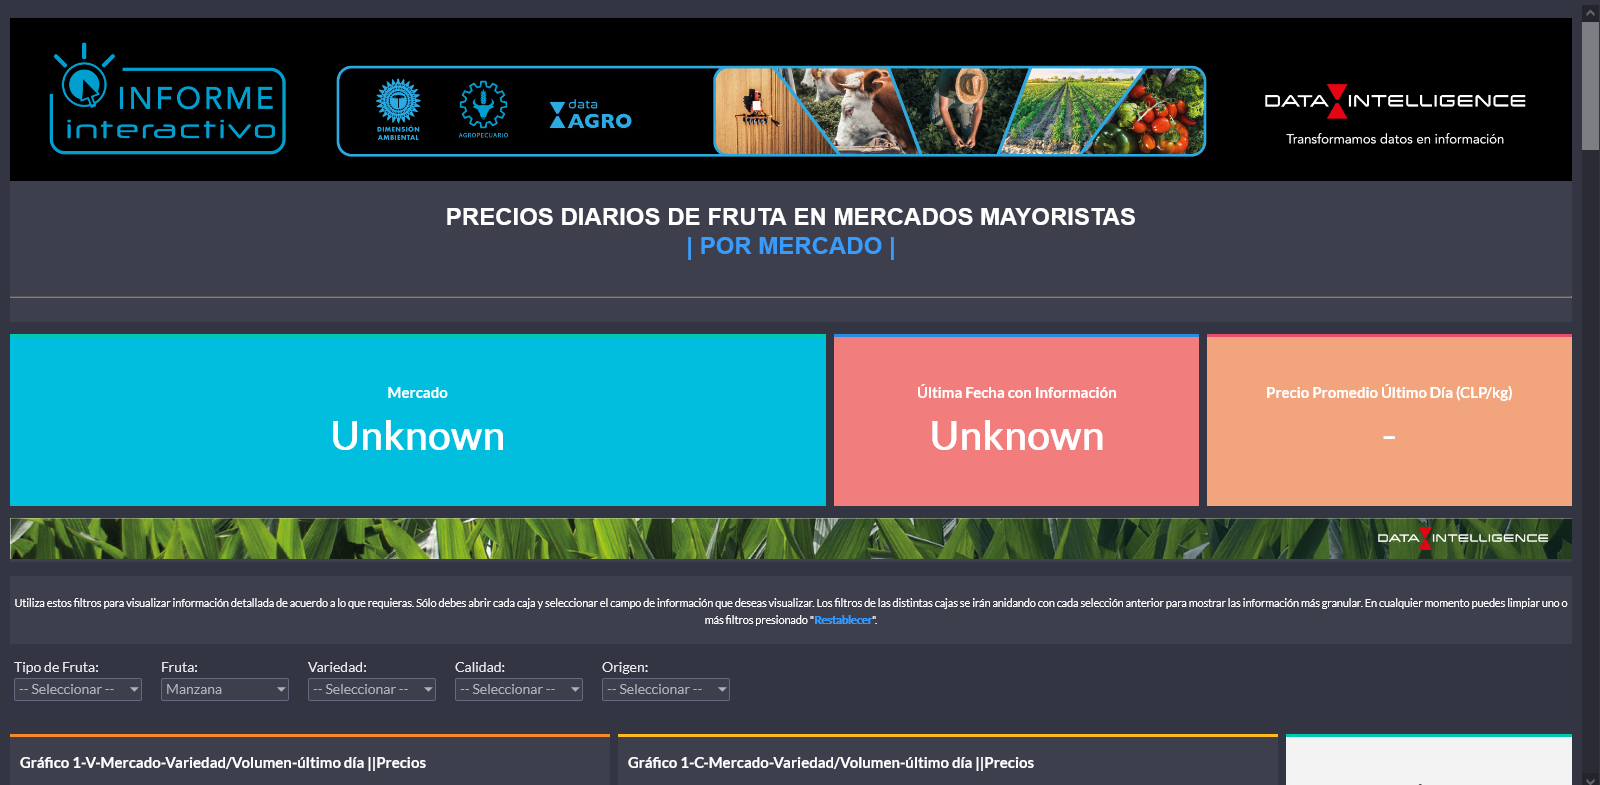 INFORME
interactivo
DIMENSIÓN
AMBIENTAL
AGROPECUARIO
data
AGRO
DATA INTELLIGENCE
Transformamos datos en información
PRECIOS DIARIOS DE FRUTA EN MERCADOS MAYORISTAS
| POR MERCADO |
Mercado
Unknown
Última Fecha con Información
Unknown
Precio Promedio Último Día (CLP/kg)
-
DATA INTELLIGENCE
Utiliza estos filtros para visualizar información detallada de acuerdo a lo que requieras. Sólo debes abrir cada caja y seleccionar el campo de información que deseas visualizar. Los filtros de las distintas cajas se irán anidando con cada selección anterior para mostrar las información más granular. En cualquier momento puedes limpiar uno o
más filtros presionado "Restablecer".
Tipo de Fruta: Fruta: Variedad: Calidad: Origen:
-- Seleccionar -- Manzana -- Seleccionar -- -- Seleccionar -- -- Seleccionar --
Gráfico 1-V-Mercado-Variedad/Volumen-último día ||Precios
Gráfico 1-C-Mercado-Variedad/Volumen-último día ||Precios